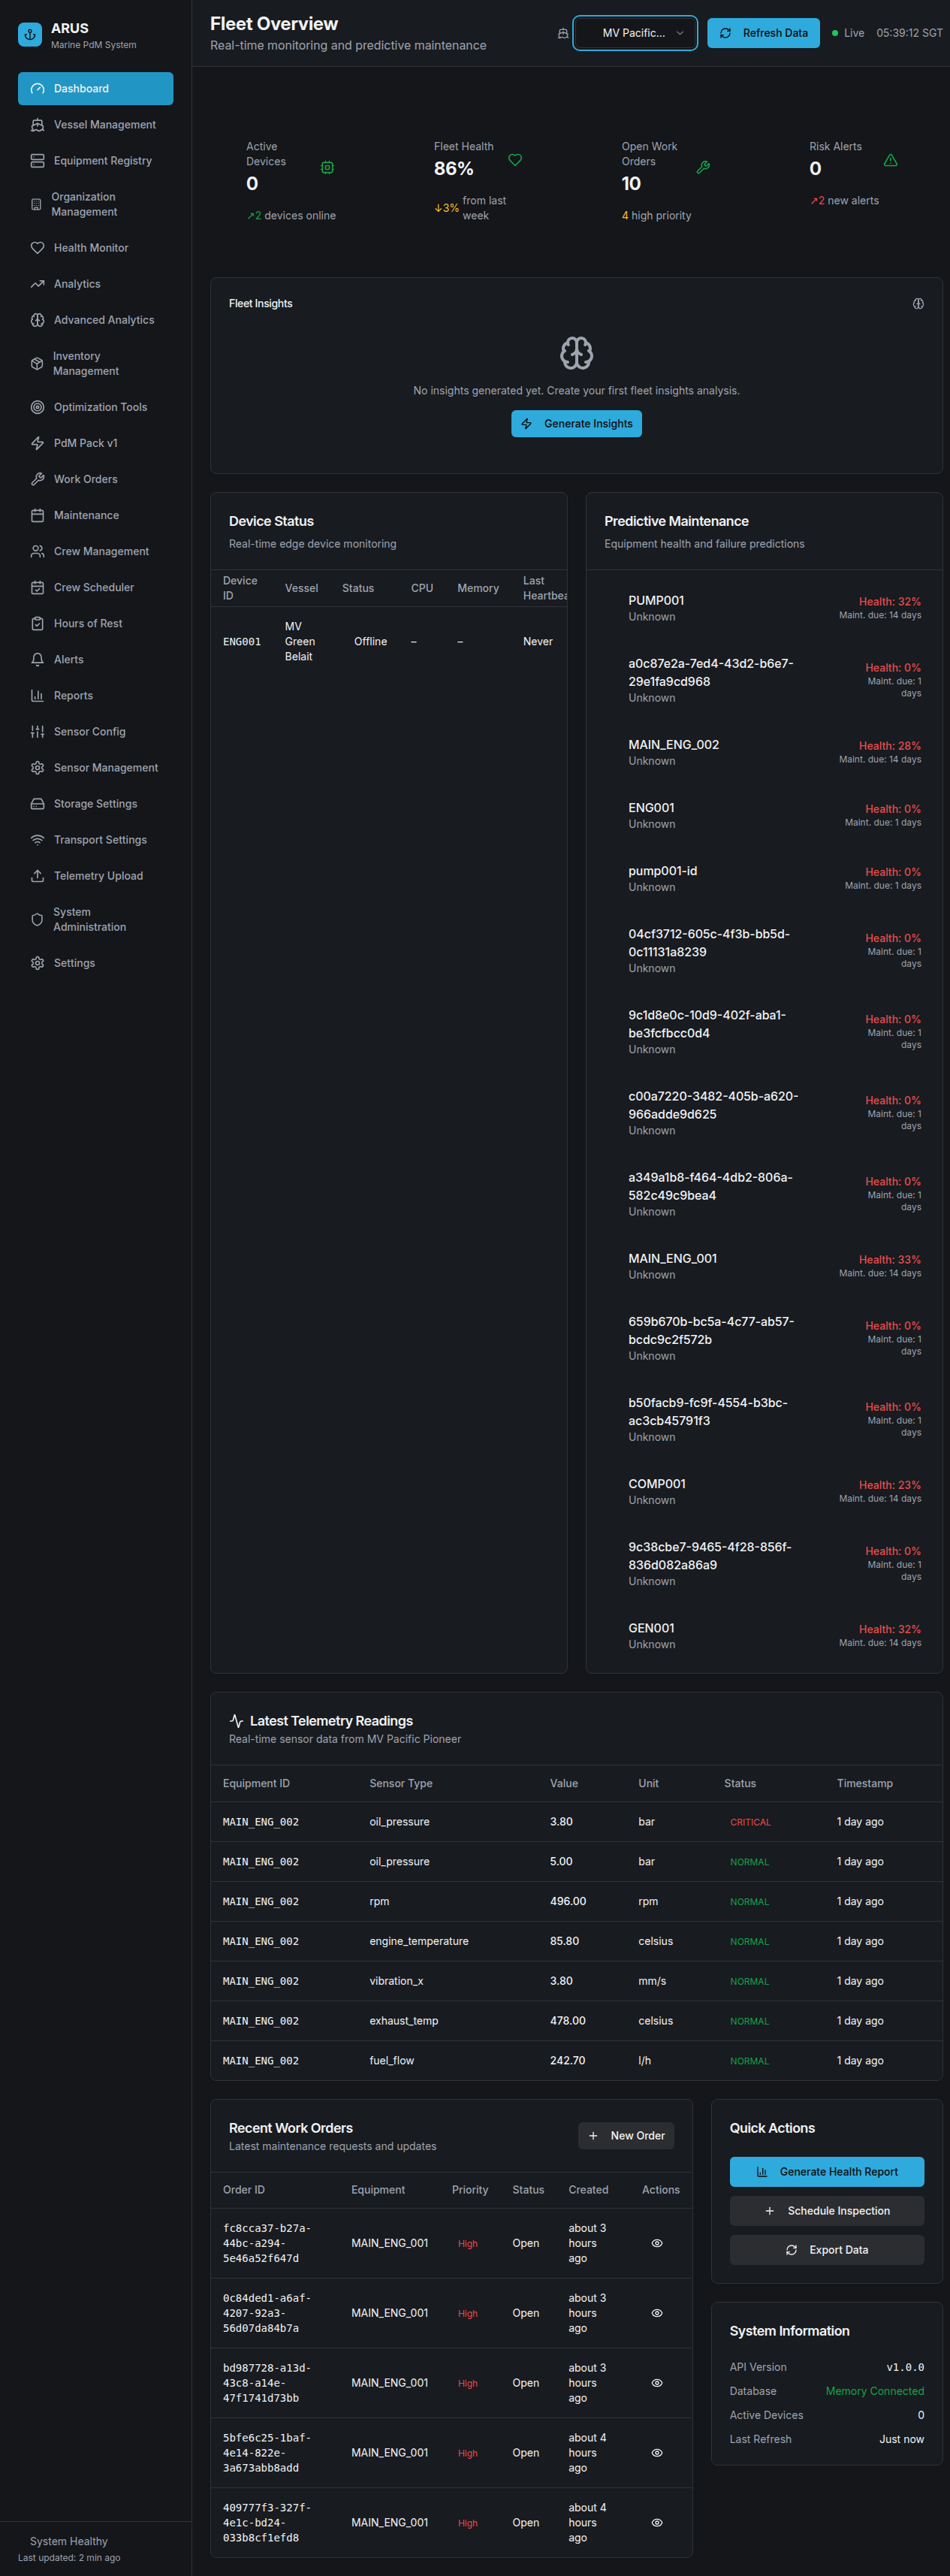 ARUS
Marine PdM System
Dashboard
Vessel Management
Equipment Registry
Organization
Management
Health Monitor
Analytics
Advanced Analytics
Inventory
Management
Optimization Tools
PdM Pack v1
Work Orders
Maintenance
Crew Management
Crew Scheduler
Hours of Rest
Alerts
Reports
Sensor Config
Sensor Management
Storage Settings
Transport Settings
Telemetry Upload
System
Administration
Settings
System Healthy
Last updated: 2 min ago
Fleet Overview
Real-time monitoring and predictive maintenance
MV Pacific...
Refresh Data
Live
05:39:12 SGT
Active
Devices
0
↗2 devices online
Fleet Health
86%
↓3% from last
week
Open Work
Orders
10
4 high priority
Risk Alerts
0
↗2 new alerts
Fleet Insights
No insights generated yet. Create your first fleet insights analysis.
Generate Insights
Device Status
Real-time edge device monitoring
Device
ID
Vessel
Status
CPU
Memory
Last
Heartbea
ENG001
MV
Green
Belait
Offline
–
–
Never
Predictive Maintenance
Equipment health and failure predictions
PUMP001
Unknown
Health: 32%
Maint. due: 14 days
a0c87e2a-7ed4-43d2-b6e7-
29e1fa9cd968
Unknown
Health: 0%
Maint. due: 1
days
MAIN_ENG_002
Unknown
Health: 28%
Maint. due: 14 days
ENG001
Unknown
Health: 0%
Maint. due: 1 days
pump001-id
Unknown
Health: 0%
Maint. due: 1 days
04cf3712-605c-4f3b-bb5d-
0c11131a8239
Unknown
Health: 0%
Maint. due: 1
days
9c1d8e0c-10d9-402f-aba1-
be3fcfbcc0d4
Unknown
Health: 0%
Maint. due: 1
days
c00a7220-3482-405b-a620-
966adde9d625
Unknown
Health: 0%
Maint. due: 1
days
a349a1b8-f464-4db2-806a-
582c49c9bea4
Unknown
Health: 0%
Maint. due: 1
days
MAIN_ENG_001
Unknown
Health: 33%
Maint. due: 14 days
659b670b-bc5a-4c77-ab57-
bcdc9c2f572b
Unknown
Health: 0%
Maint. due: 1
days
b50facb9-fc9f-4554-b3bc-
ac3cb45791f3
Unknown
Health: 0%
Maint. due: 1
days
COMP001
Unknown
Health: 23%
Maint. due: 14 days
9c38cbe7-9465-4f28-856f-
836d082a86a9
Unknown
Health: 0%
Maint. due: 1
days
GEN001
Unknown
Health: 32%
Maint. due: 14 days
Latest Telemetry Readings
Real-time sensor data from MV Pacific Pioneer
Equipment ID Sensor Type Value Unit Status Timestamp
MAIN_ENG_002 oil_pressure 3.80 bar CRITICAL 1 day ago
MAIN_ENG_002 oil_pressure 5.00 bar NORMAL 1 day ago
MAIN_ENG_002 rpm 496.00 rpm NORMAL 1 day ago
MAIN_ENG_002 engine_temperature 85.80 celsius NORMAL 1 day ago
MAIN_ENG_002 vibration_x 3.80 mm/s NORMAL 1 day ago
MAIN_ENG_002 exhaust_temp 478.00 celsius NORMAL 1 day ago
MAIN_ENG_002 fuel_flow 242.70 l/h NORMAL 1 day ago
Recent Work Orders
Latest maintenance requests and updates
New Order
Order ID Equipment Priority Status Created Actions
fc8cca37-b27a-
44bc-a294-
5e46a52f647d
MAIN_ENG_001
High
Open
about 3
hours
ago
0c84ded1-a6af-
4207-92a3-
56d07da84b7a
MAIN_ENG_001
High
Open
about 3
hours
ago
bd987728-a13d-
43c8-a14e-
47f1741d73bb
MAIN_ENG_001
High
Open
about 3
hours
ago
5bfe6c25-1baf-
4e14-822e-
3a673abb8add
MAIN_ENG_001
High
Open
about 4
hours
ago
409777f3-327f-
4e1c-bd24-
033b8cf1efd8
MAIN_ENG_001
High
Open
about 4
hours
ago
Quick Actions
Generate Health Report
Schedule Inspection
Export Data
System Information
API Version v1.0.0
Database Memory Connected
Active Devices 0
Last Refresh Just now